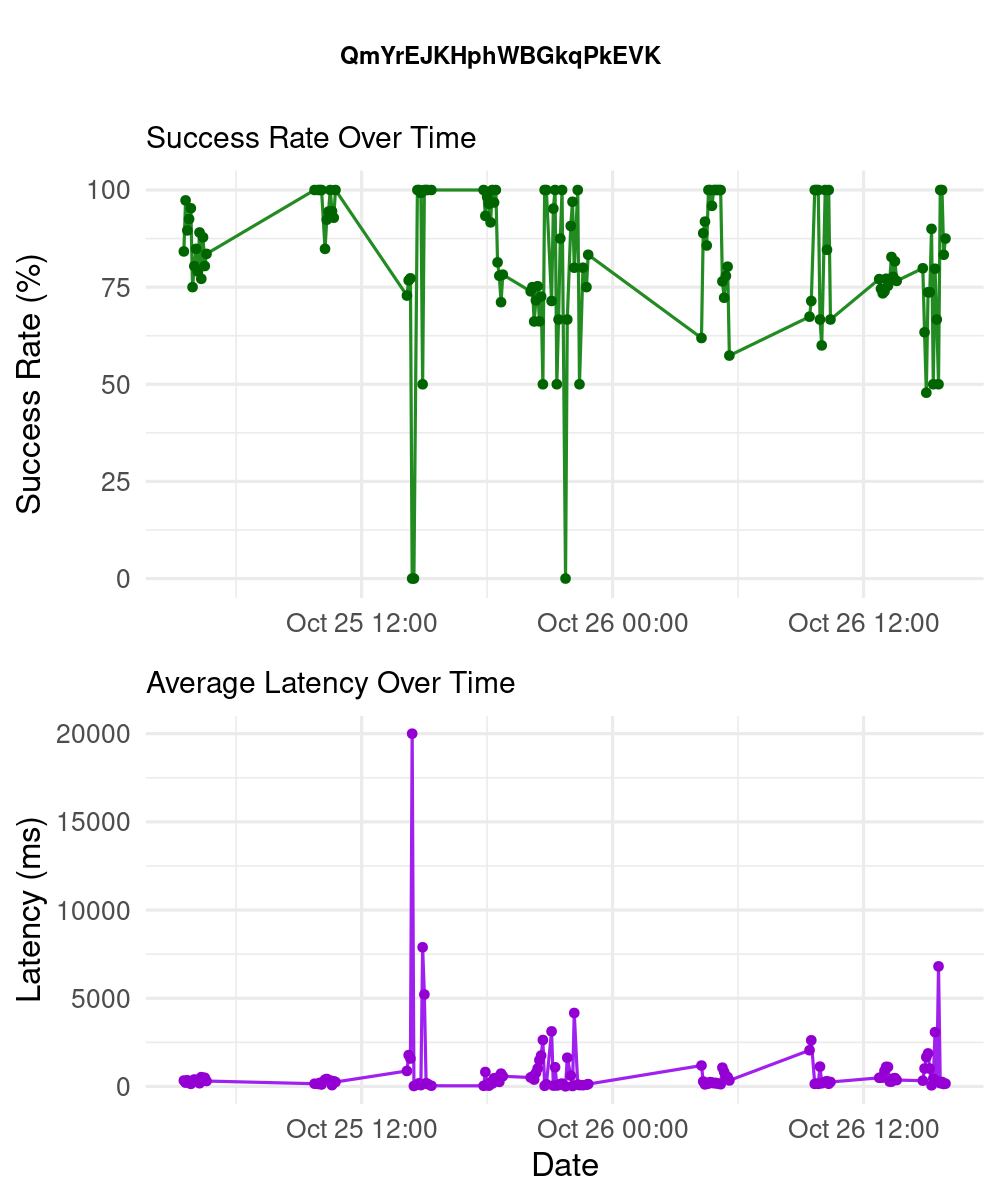 QmYrEJKHphWBGkqPkEVK
Success Rate Over Time
Success Rate (%)
100
75
50
25
0
Oct 25 12:00 Oct 26 00:00 Oct 26 12:00
Average Latency Over Time
Latency (ms)
20000
15000
10000
5000
0
Oct 25 12:00 Oct 26 00:00 Oct 26 12:00
Date